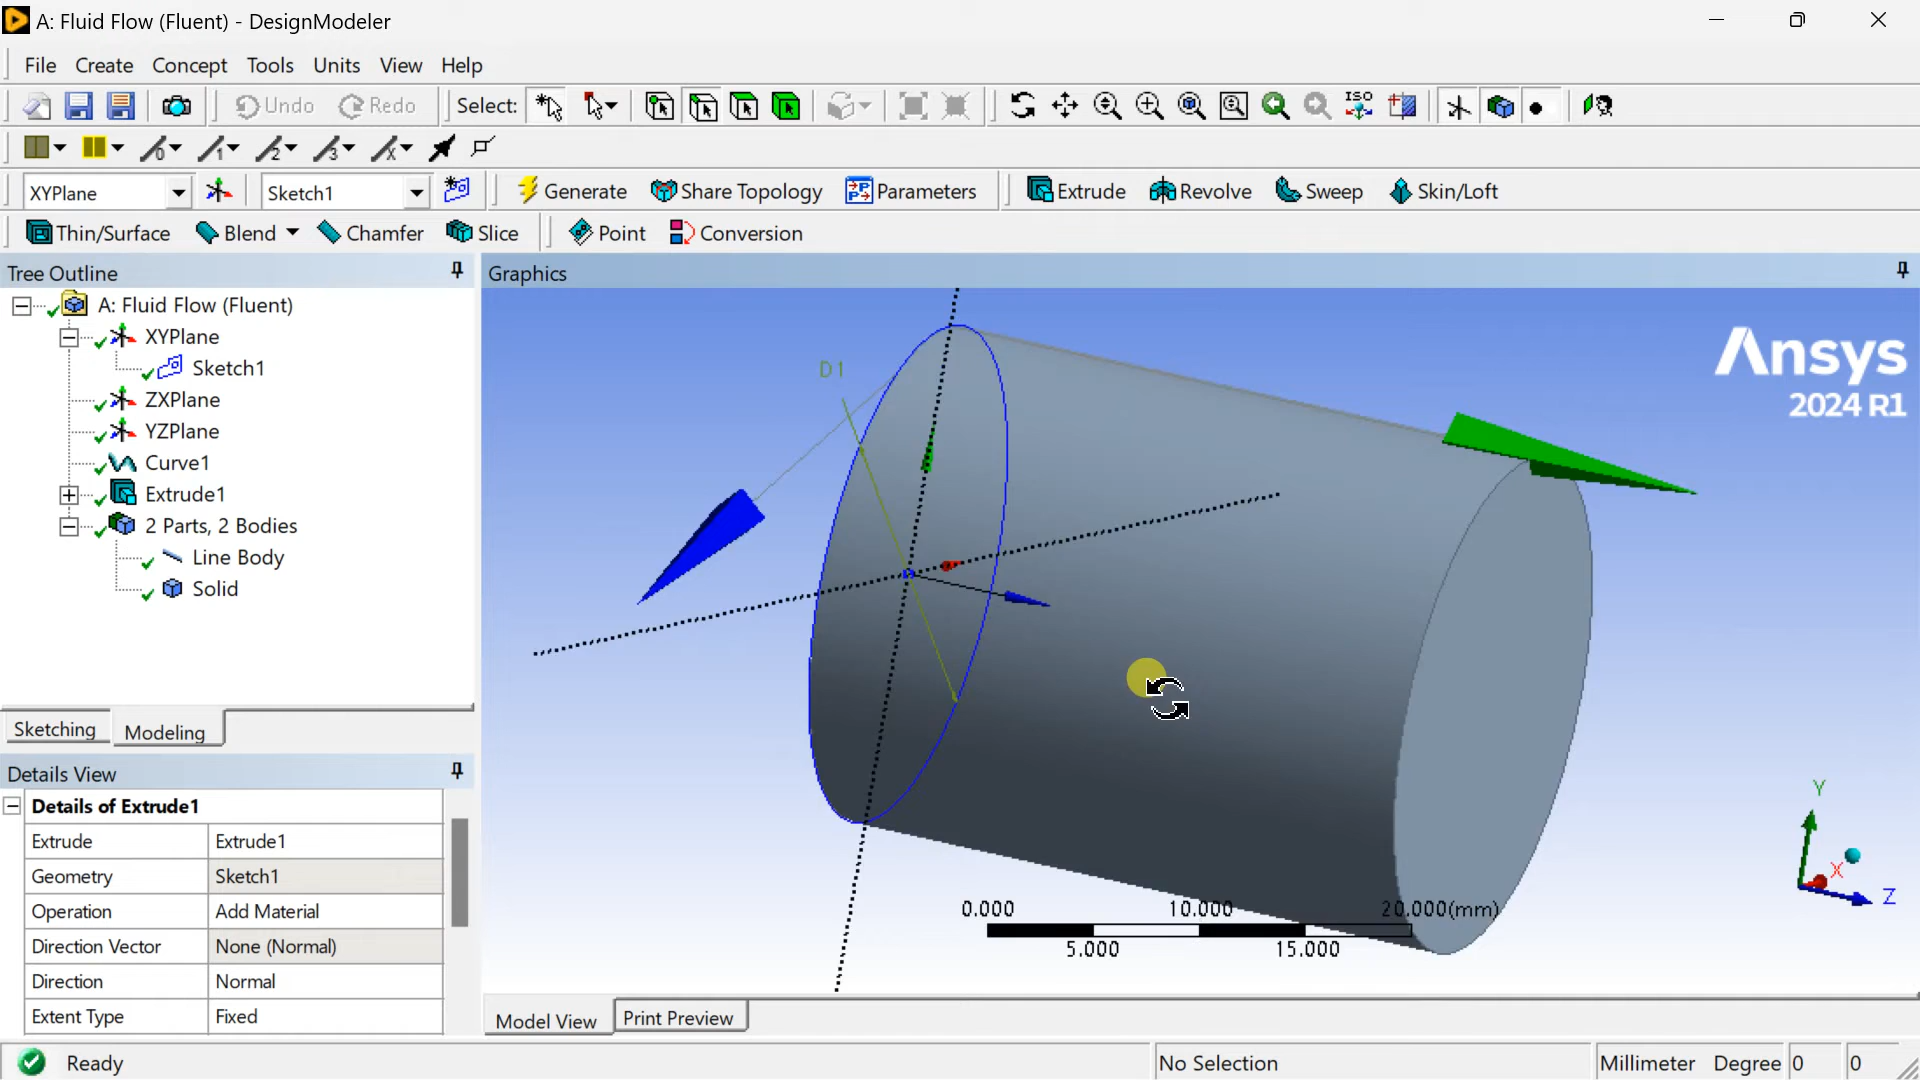 A: Fluid Flow (Fluent) - DesignModeler
File Create Concept Tools Units View Help
Undo Redo Select: ISO
0 1 2 3 x
XYPlane Sketch1 Generate Share Topology Parameters Extrude Revolve Sweep Skin/Loft
Thin/Surface Blend Chamfer Slice Point Conversion
Tree Outline
A: Fluid Flow (Fluent)
XYPlane
Sketch1
ZXPlane
YZPlane
Curve1
Extrude1
2 Parts, 2 Bodies
Line Body
Solid
Sketching Modeling
Details View
Details of Extrude1
Extrude Extrude1
Geometry Sketch1
Operation Add Material
Direction Vector None (Normal)
Direction Normal
Extent Type Fixed
Graphics
Ansys
2024 R1
D1
Y
X
Z
0.000 10.000 20.000(mm)
5.000 15.000
Model View Print Preview
Ready No Selection Millimeter Degree 0 0